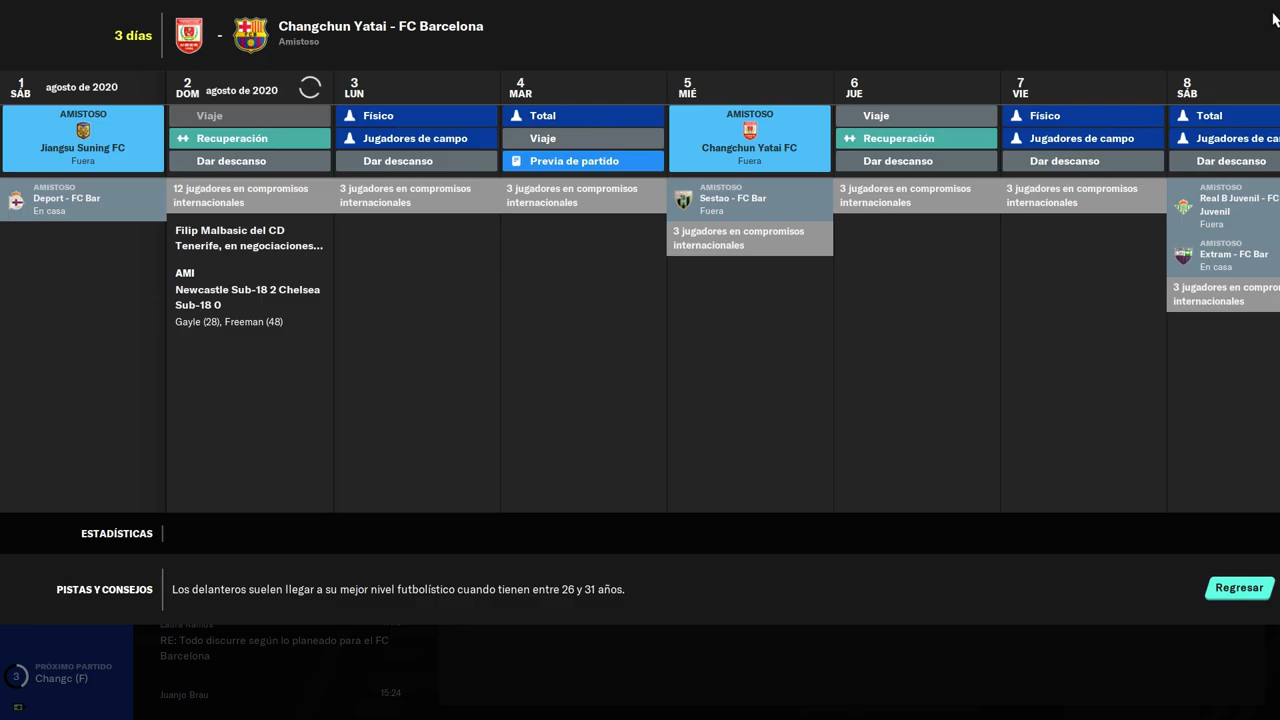 3 días
Changchun Yatai - FC Barcelona
Amistoso
1
SÁB
agosto de 2020
2
DOM
agosto de 2020
3
LUN
4
MAR
5
MIÉ
6
JUE
7
VIE
8
SÁB
AMISTOSO
Jiangsu Suning FC
Fuera
AMISTOSO
Deport - FC Bar
En casa
Viaje
Recuperación
Dar descanso
12 jugadores en compromisos
internacionales
Filip Malbasic del CD
Tenerife, en negociaciones...
AMI
Newcastle Sub-18 2 Chelsea
Sub-18 0
Gayle (28), Freeman (48)
Físico
Jugadores de campo
Dar descanso
3 jugadores en compromisos
internacionales
Total
Viaje
Previa de partido
3 jugadores en compromisos
internacionales
AMISTOSO
Changchun Yatai FC
Fuera
AMISTOSO
Sestao - FC Bar
Fuera
3 jugadores en compromisos
internacionales
Viaje
Recuperación
Dar descanso
3 jugadores en compromisos
internacionales
Físico
Jugadores de campo
Dar descanso
3 jugadores en compromisos
internacionales
Total
Jugadores de ca
Dar descanso
AMISTOSO
Real B Juvenil - FC
Juvenil
Fuera
AMISTOSO
Extram - FC Bar
En casa
3 jugadores en compro
internacionales
ESTADÍSTICAS
PISTAS Y CONSEJOS
Los delanteros suelen llegar a su mejor nivel futbolístico cuando tienen entre 26 y 31 años.
Regresar
PRÓXIMO PARTIDO
3
Changc (F)
RE: Todo discurre según lo planeado para el FC
Barcelona
Juanjo Brau
15:24